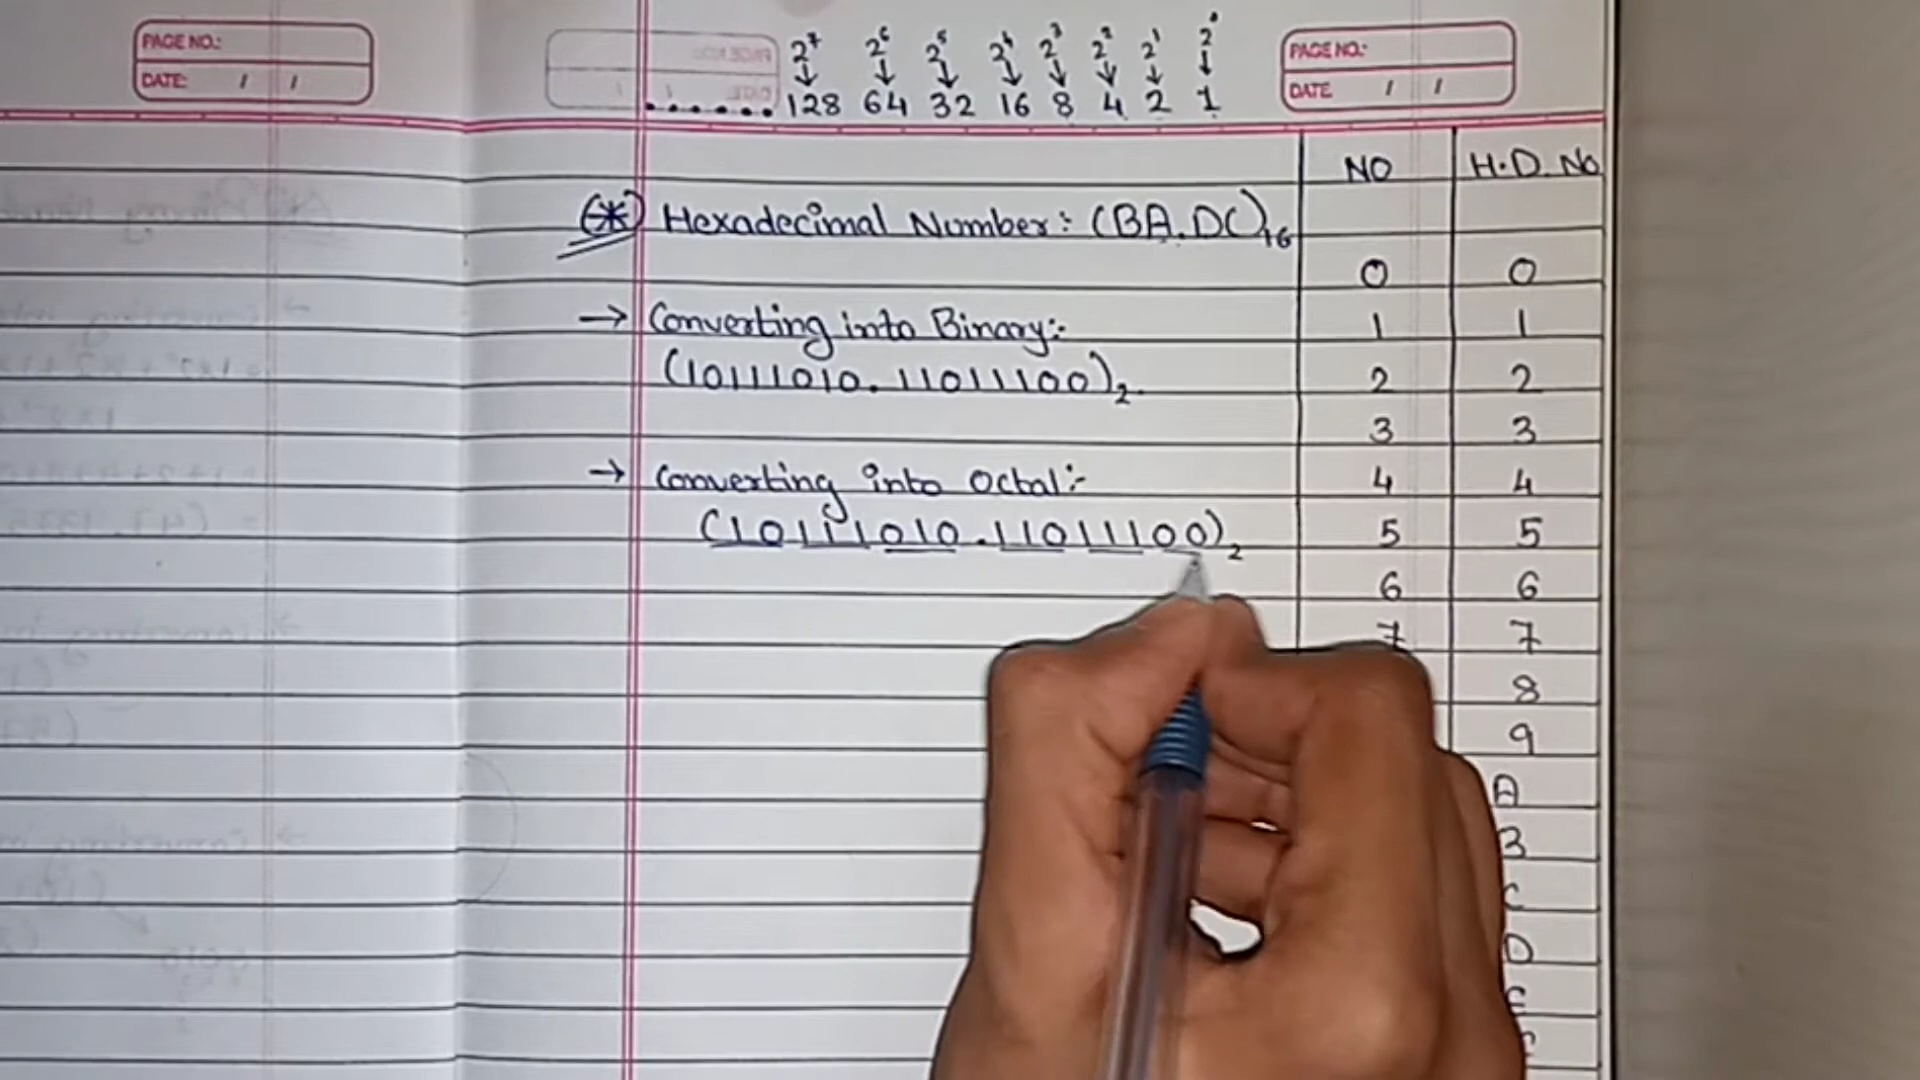 PAGE NO.:
DATE: / /
2⁷ 2⁶ 2⁵ 2⁴ 2³ 2² 2¹ 2⁰
↓ ↓ ↓ ↓ ↓ ↓ ↓ ↓
....... 128 64 32 16 8 4 2 1
PAGE NO.:
DATE / /
(*) Hexadecimal Number:- (BA.DC)₁₆
→ Converting into Binary:-
(10111010.11011100)₂.
→ Converting into Octal:-
(10111010.11011100)₂
NO H.D. No
0 0
1 1
2 2
3 3
4 4
5 5
6 6
7 7
8
9
A
B
C
D
E